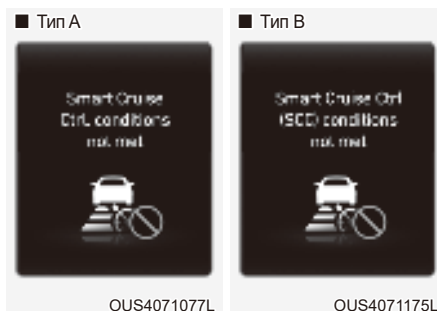 ■ Тип A
Smart Cruise
Ctrl. conditions
not met
OUS4071077L
■ Тип B
Smart Cruise Ctrl
(SCC) conditions
not met
OUS4071175L